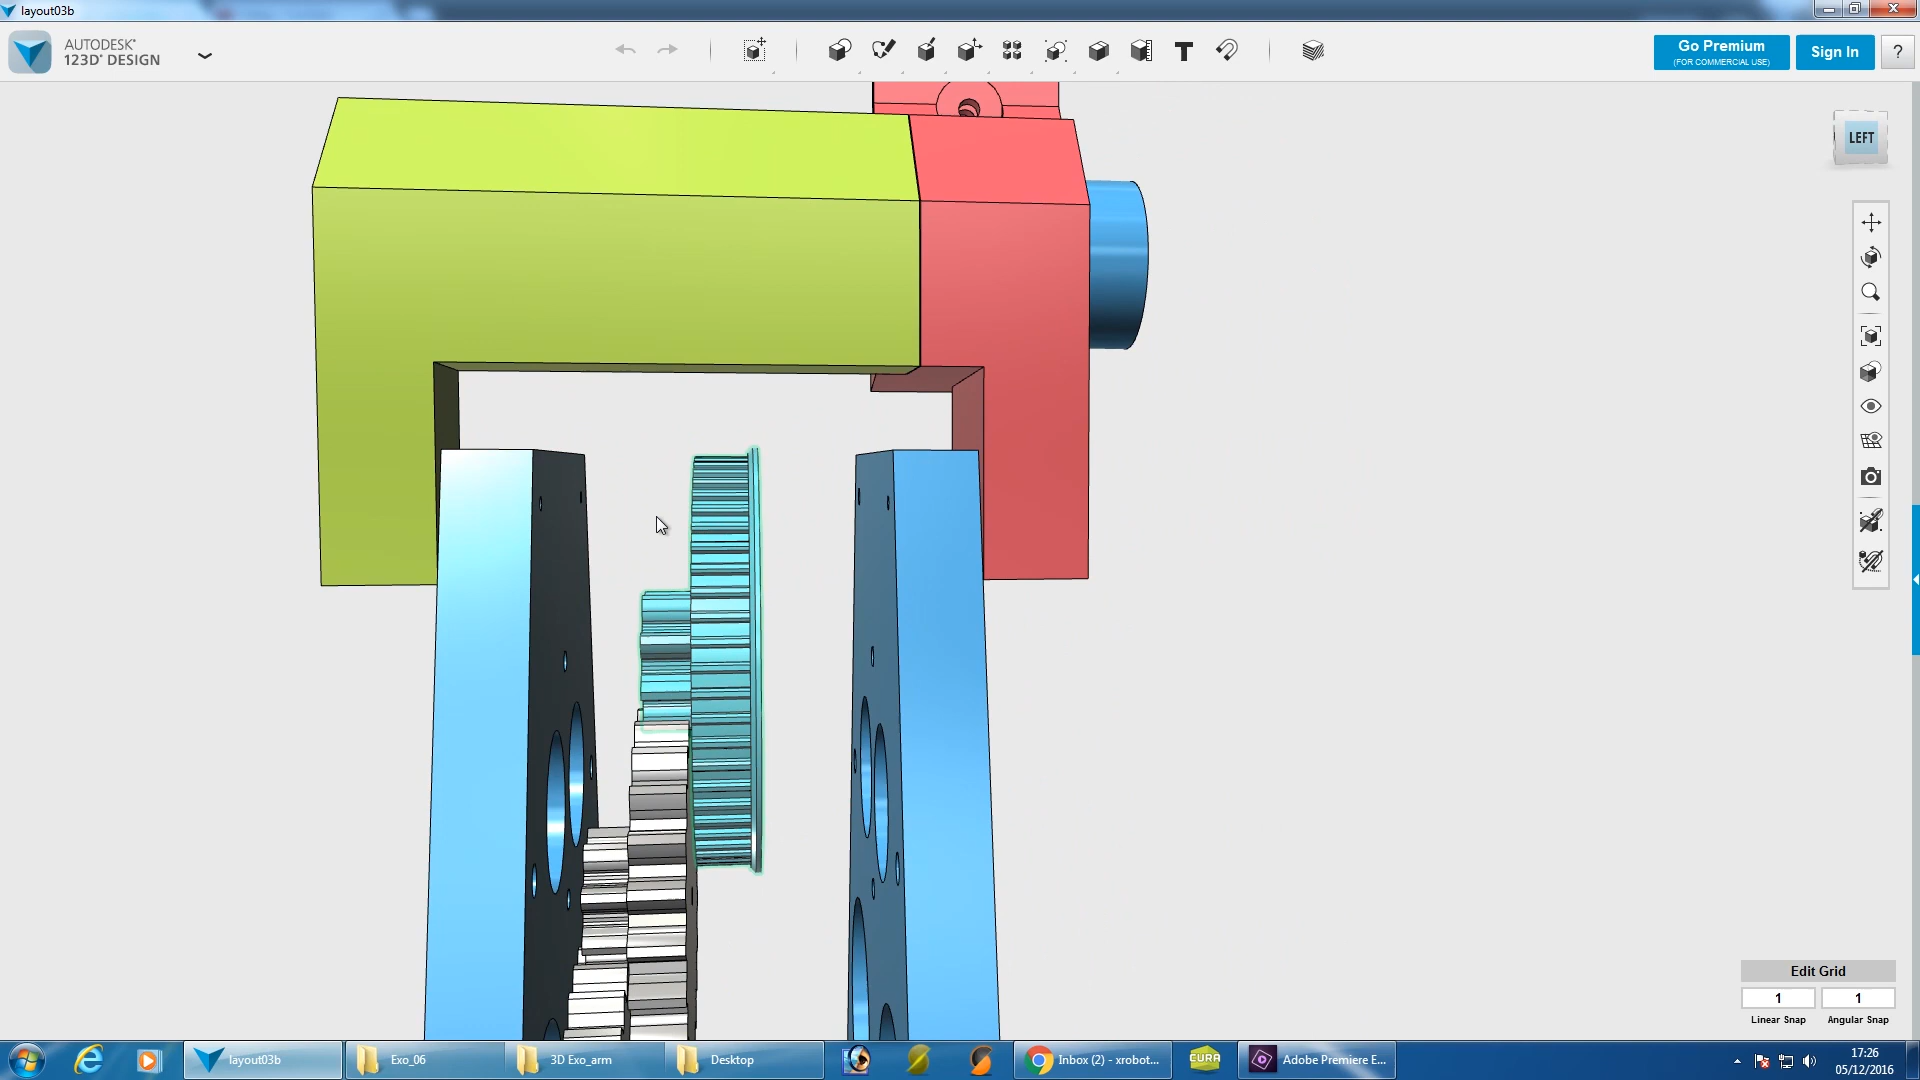 layout03b
AUTODESK®
123D® DESIGN
Go Premium
(FOR COMMERCIAL USE)
Sign In
?
LEFT
Edit Grid
1
1
Linear Snap
Angular Snap
layout03b
Exo_06
3D Exo_arm
Desktop
Inbox (2) - xrobot...
CURA
Adobe Premiere E...
17:26
05/12/2016